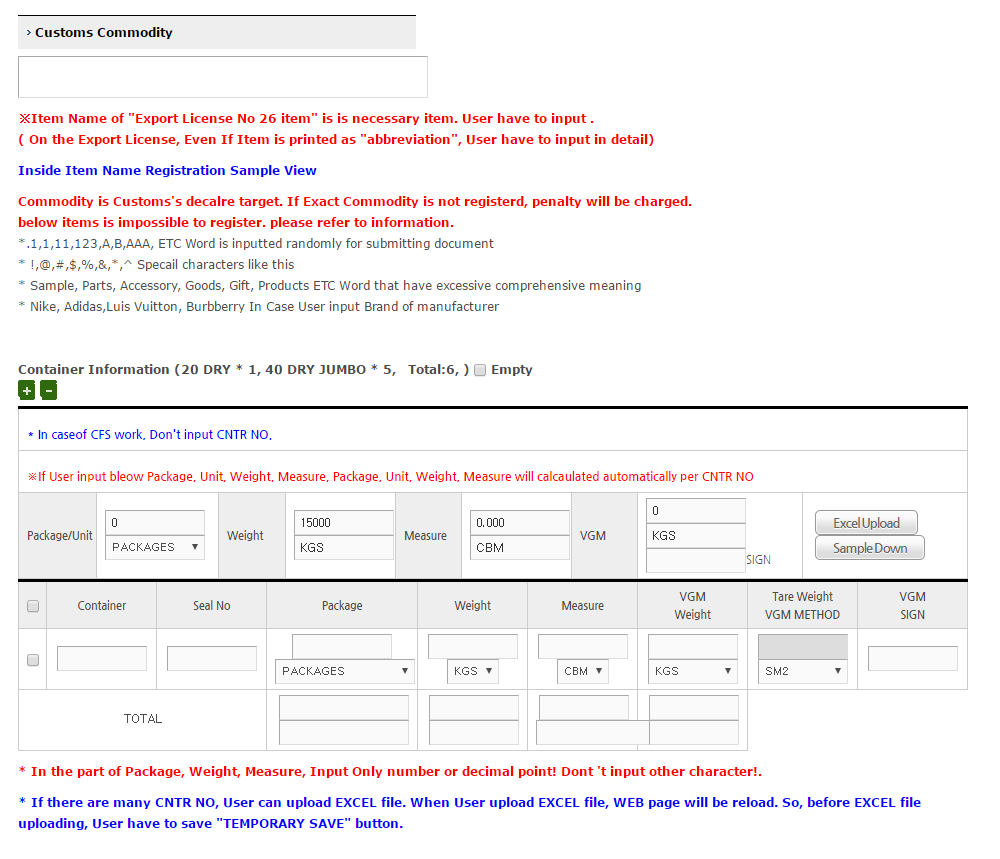 › Customs Commodity
※Item Name of "Export License No 26 item" is is necessary item. User have to input .
( On the Export License, Even If Item is printed as "abbreviation", User have to input in detail)
Inside Item Name Registration Sample View
Commodity is Customs's decalre target. If Exact Commodity is not registerd, penalty will be charged.
below items is impossible to register. please refer to information.
*.1,1,11,123,A,B,AAA, ETC Word is inputted randomly for submitting document
* !,@,#,$,%,&,*,^ Specail characters like this
* Sample, Parts, Accessory, Goods, Gift, Products ETC Word that have excessive comprehensive meaning
* Nike, Adidas,Luis Vuitton, Burbberry In Case User input Brand of manufacturer
Container Information (20 DRY * 1, 40 DRY JUMBO * 5, Total:6, ) Empty
+ -
* In caseof CFS work, Don't input CNTR NO.
※If User input bleow Package, Unit, Weight, Measure, Package, Unit, Weight, Measure will calcaulated automatically per CNTR NO
Package/Unit 0 PACKAGES Weight 15000 KGS Measure 0.000 CBM VGM 0 KGS SIGN Excel Upload
Sample Down
Container Seal No Package Weight Measure VGM Weight Tare Weight VGM METHOD VGM SIGN
PACKAGES KGS CBM KGS SM2
TOTAL
* In the part of Package, Weight, Measure, Input Only number or decimal point! Dont 't input other character!.
* If there are many CNTR NO, User can upload EXCEL file. When User upload EXCEL file, WEB page will be reload. So, before EXCEL file
uploading, User have to save "TEMPORARY SAVE" button.